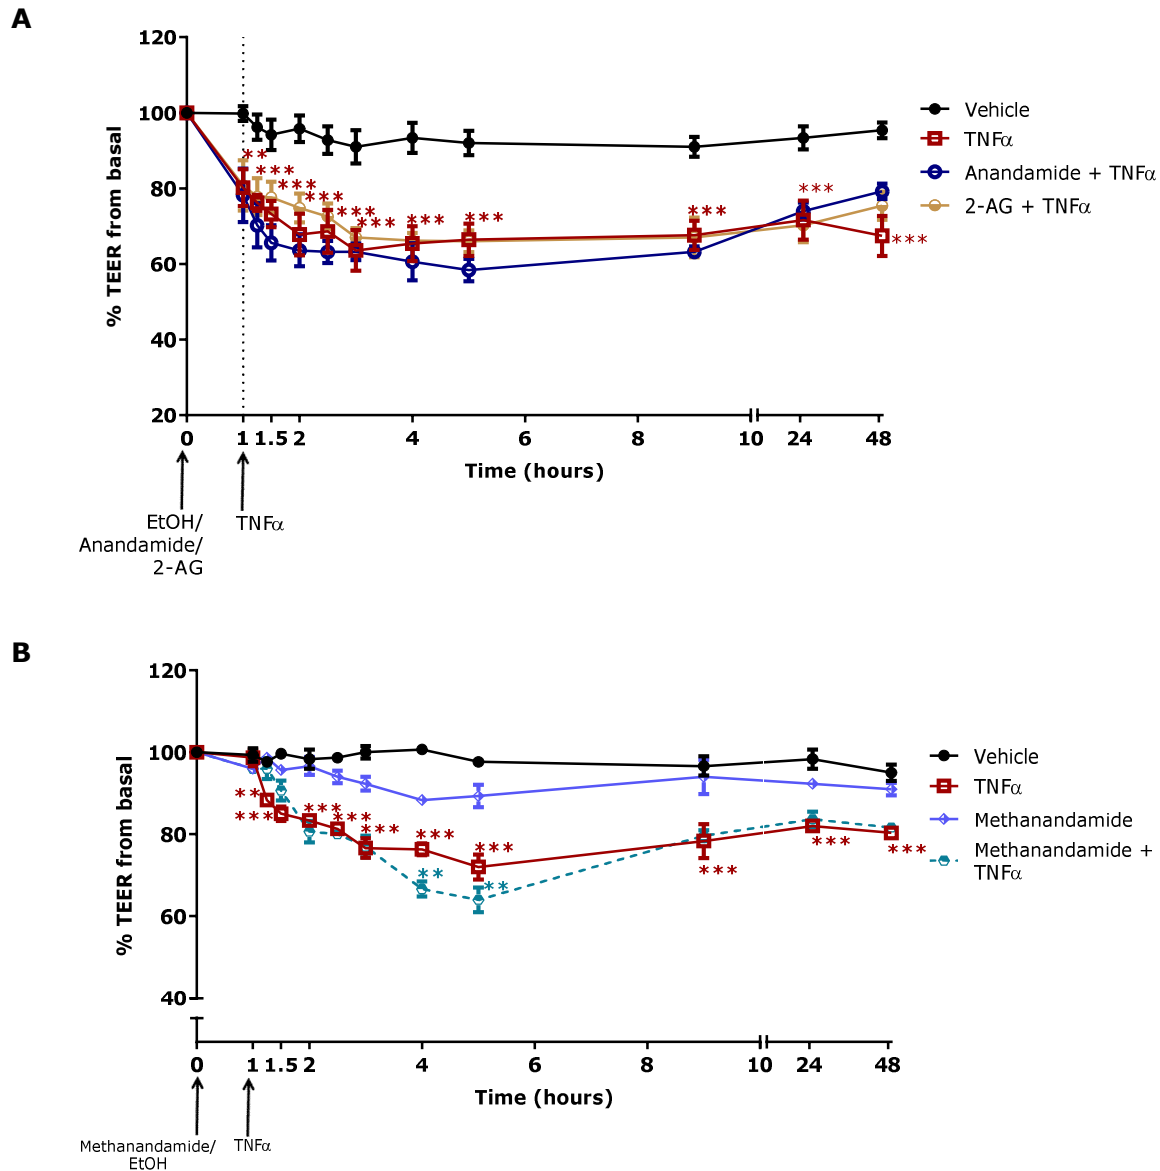 A
120
100
80
60
40
20
% TEER from basal
**
***
***
***
***
***
***
***
***
***
***
0 1 1.5 2 4 6 8 10 24 48
Time (hours)
EtOH/
Anandamide/
2-AG
TNFα
Vehicle
TNFα
Anandamide + TNFα
2-AG + TNFα
B
120
100
80
60
40
% TEER from basal
**
***
***
***
***
***
***
**
**
***
***
***
0 1 1.5 2 4 6 8 10 24 48
Time (hours)
Methanandamide/
EtOH
TNFα
Vehicle
TNFα
Methanandamide
Methanandamide +
TNFα